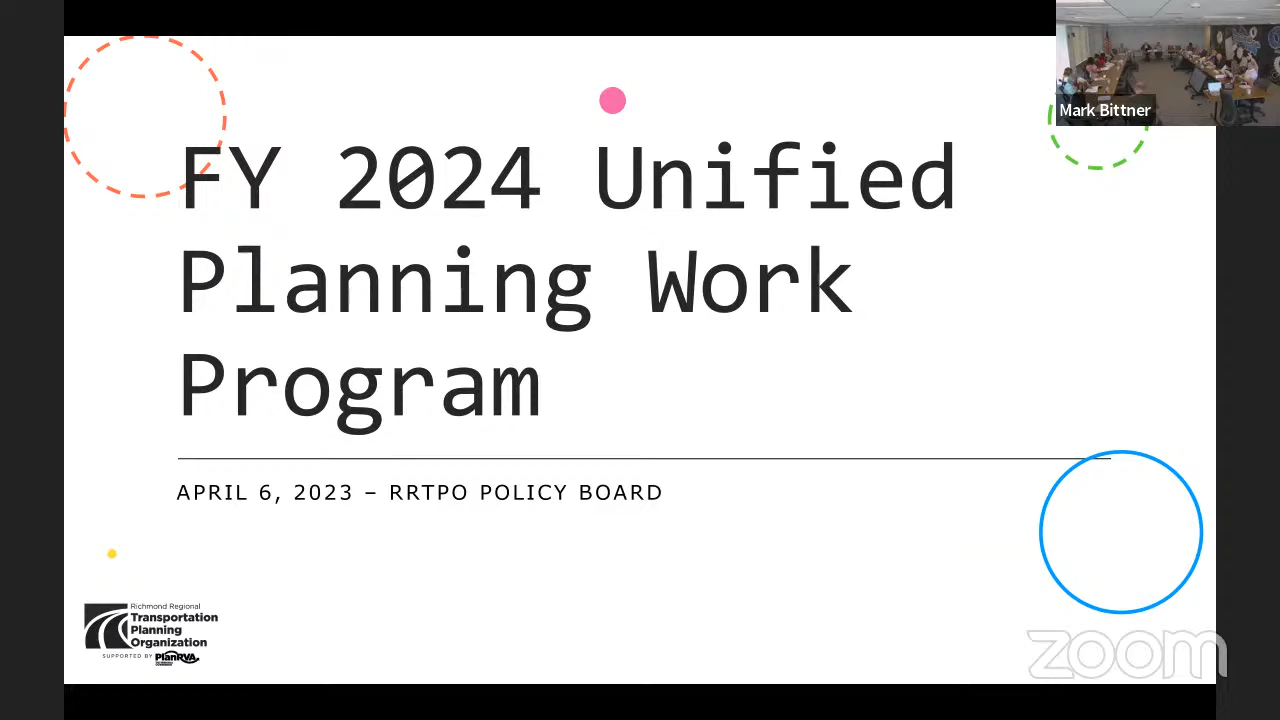 Mark Bittner
FY 2024 Unified
Planning Work
Program
APRIL 6, 2023 – RRTPO POLICY BOARD
Richmond Regional
Transportation
Planning
Organization
SUPPORTED BY PlanRVA
zoom